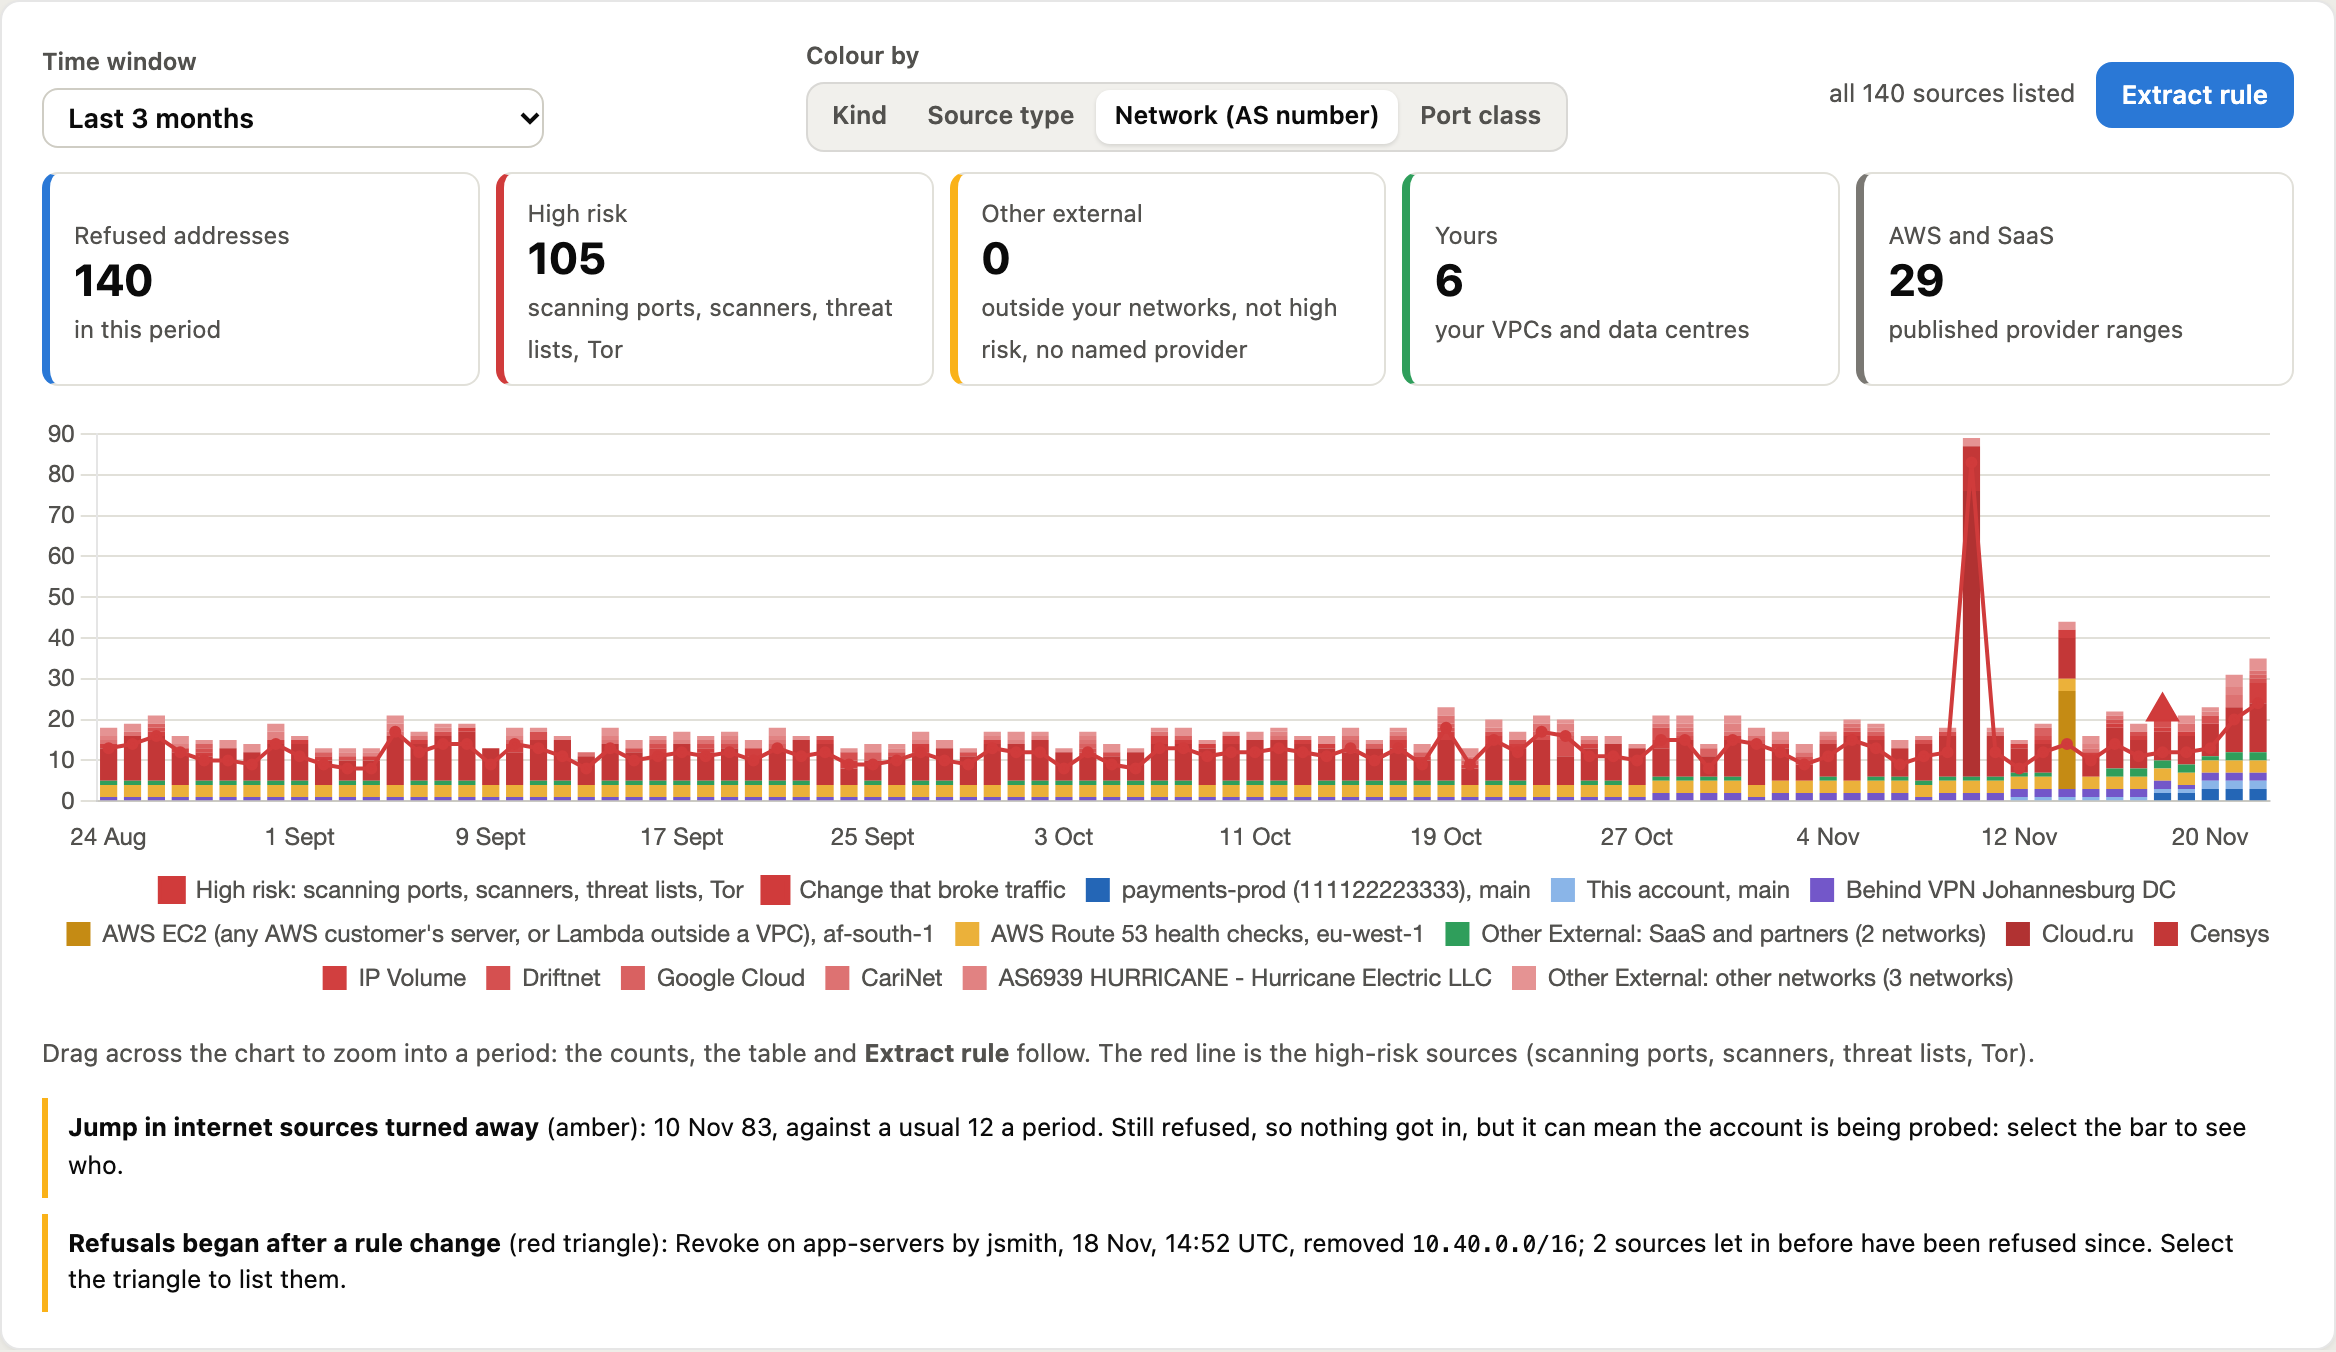 Time window
Last 3 months
Colour by
Kind
Source type
Network (AS number)
Port class
all 140 sources listed
Extract rule
Refused addresses
140
in this period
High risk
105
scanning ports, scanners, threat
lists, Tor
Other external
0
outside your networks, not high
risk, no named provider
Yours
6
your VPCs and data centres
AWS and SaaS
29
published provider ranges
90
80
70
60
50
40
30
20
10
0
24 Aug 1 Sept 9 Sept 17 Sept 25 Sept 3 Oct 11 Oct 19 Oct 27 Oct 4 Nov 12 Nov 20 Nov
High risk: scanning ports, scanners, threat lists, Tor Change that broke traffic payments-prod (111122223333), main This account, main Behind VPN Johannesburg DC
AWS EC2 (any AWS customer's server, or Lambda outside a VPC), af-south-1 AWS Route 53 health checks, eu-west-1 Other External: SaaS and partners (2 networks) Cloud.ru Censys
IP Volume Driftnet Google Cloud CariNet AS6939 HURRICANE - Hurricane Electric LLC Other External: other networks (3 networks)
Drag across the chart to zoom into a period: the counts, the table and Extract rule follow. The red line is the high-risk sources (scanning ports, scanners, threat lists, Tor).
Jump in internet sources turned away (amber): 10 Nov 83, against a usual 12 a period. Still refused, so nothing got in, but it can mean the account is being probed: select the bar to see
who.
Refusals began after a rule change (red triangle): Revoke on app-servers by jsmith, 18 Nov, 14:52 UTC, removed 10.40.0.0/16; 2 sources let in before have been refused since. Select
the triangle to list them.